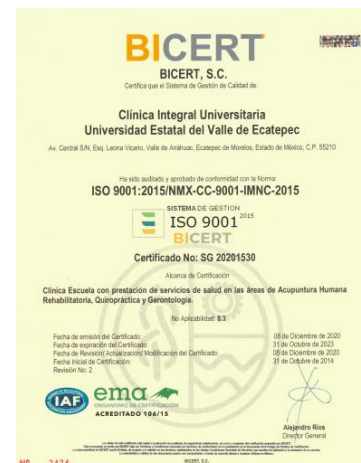 BICERT
BICERT, S.C.
Certifica que el Sistema de Gestión de Calidad de:
Clínica Integral Universitaria
Universidad Estatal del Valle de Ecatepec
Av. Central S/N, Esq. Leona Vicario, Valle de Anáhuac, Ecatepec de Morelos, Estado de México, C.P. 55210
Ha sido auditado y aprobado de conformidad con la Norma:
ISO 9001:2015/NMX-CC-9001-IMNC-2015
SISTEMA DE GESTION
ISO 9001 2015
BICERT
Certificado No: SG 20201530
Alcance de Certificación
Clínica Escuela con prestación de servicios de salud en las áreas de Acupuntura Humana
Rehabilitatoria, Quiropráctica y Gerontología.
No Aplicabilidad: 8.3
Fecha de emisión del Certificado: 08 de Diciembre de 2020
Fecha de expiración del Certificado: 31 de Octubre de 2023
Fecha de Revisión/ Actualización/ Modificación del Certificado: 08 de Diciembre de 2020
Fecha Inicial de Certificación: 31 de Octubre de 2014
Revisión No: 2
IAF
ema
ORGANISMO DE CERTIFICACIÓN
ACREDITADO 106/15
Alejandro Ríos
Director General
BICERT, S.C.